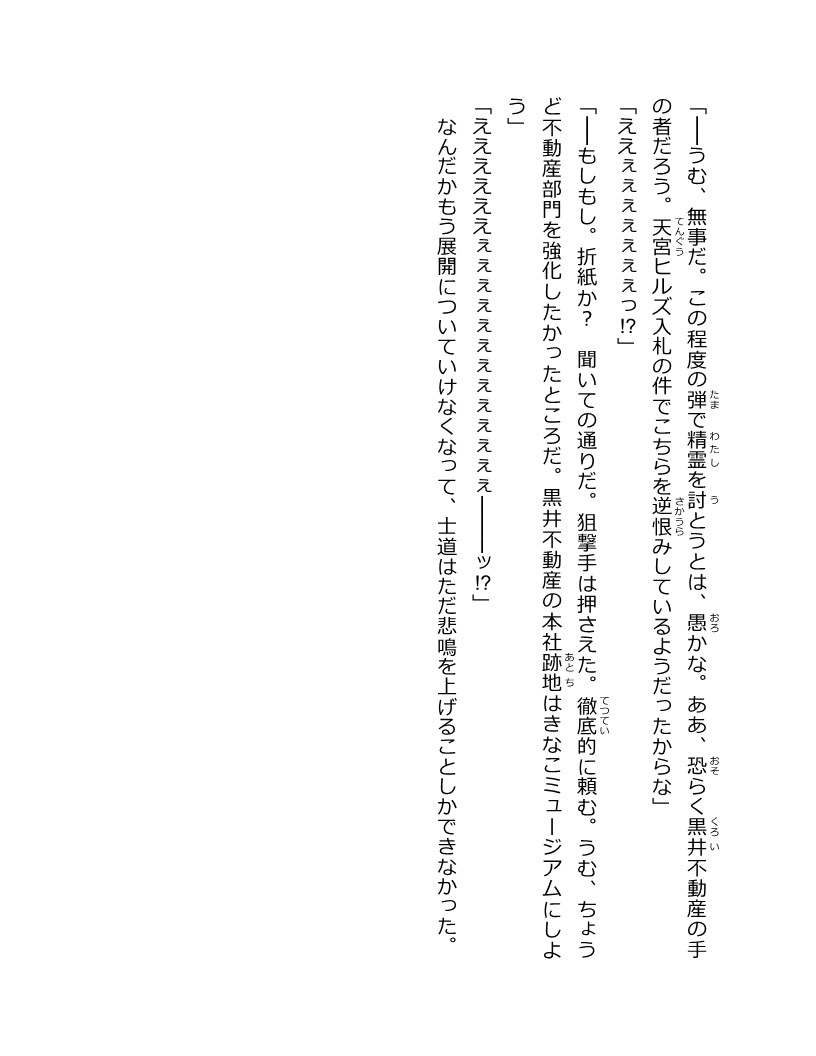 「――うむ、無事だ。この程度の弾で精霊を討とうとは、愚かな。ああ、恐らく黒井不動産の手
の者だろう。天宮ヒルズ入札の件でこちらを逆恨みしているようだったからな」
「ええぇぇぇぇぇぇぇっ!?」
「――もしもし。折紙か？　聞いての通りだ。狙撃手は押さえた。徹底的に頼む。うむ、ちょう
ど不動産部門を強化したかったところだ。黒井不動産の本社跡地はきなこミュージアムにしよ
う」
「えええええええぇぇぇぇぇぇぇぇぇぇぇぇぇ――――ッ!?」
　なんだかもう展開についていけなくなって、士道はただ悲鳴を上げることしかできなかった。